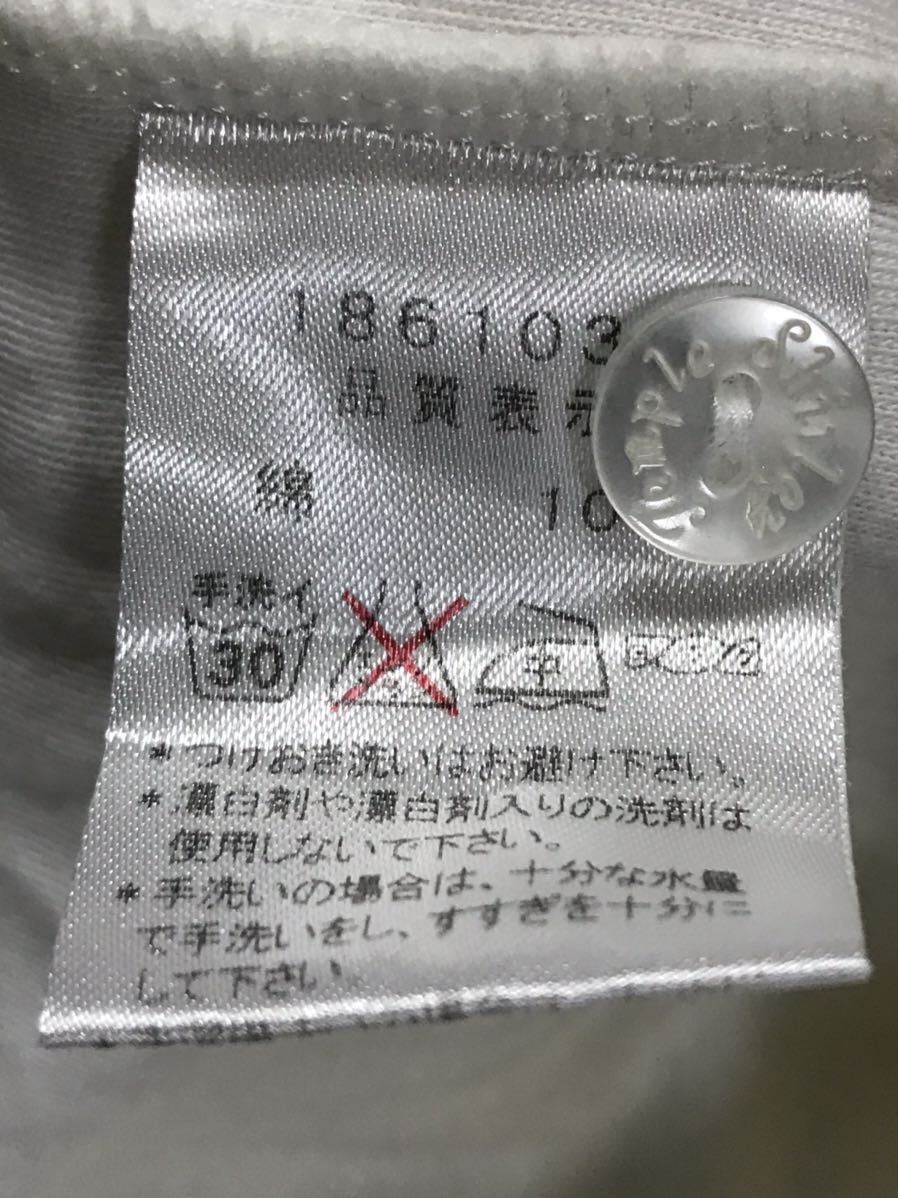 186103
品質表示
綿 10
手洗イ
30
中
*つけおき洗いはお避け下さい。
*漂白剤や漂白剤入りの洗剤は
使用しないで下さい。
*手洗いの場合は、十分な水量
で手洗いをし、すすぎを十分に
して下さい。